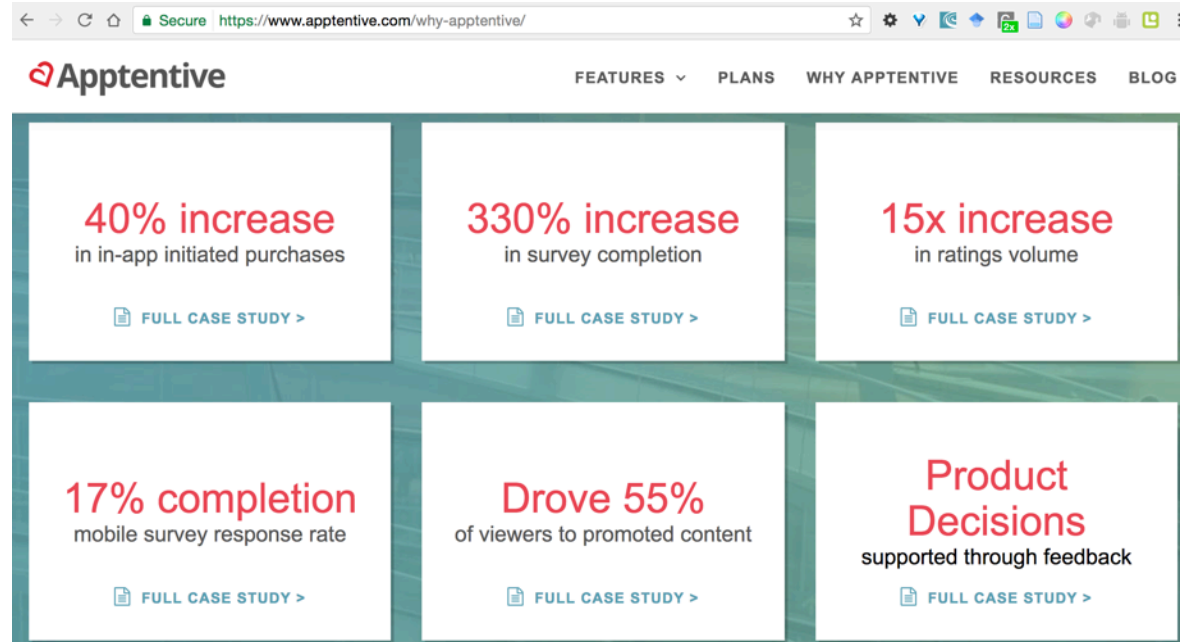 Secure https://www.apptentive.com/why-apptentive/
2x
Apptentive
FEATURES PLANS WHY APPTENTIVE RESOURCES BLOG
40% increase
in in-app initiated purchases
FULL CASE STUDY >
330% increase
in survey completion
FULL CASE STUDY >
15x increase
in ratings volume
FULL CASE STUDY >
17% completion
mobile survey response rate
FULL CASE STUDY >
Drove 55%
of viewers to promoted content
FULL CASE STUDY >
Product
Decisions
supported through feedback
FULL CASE STUDY >